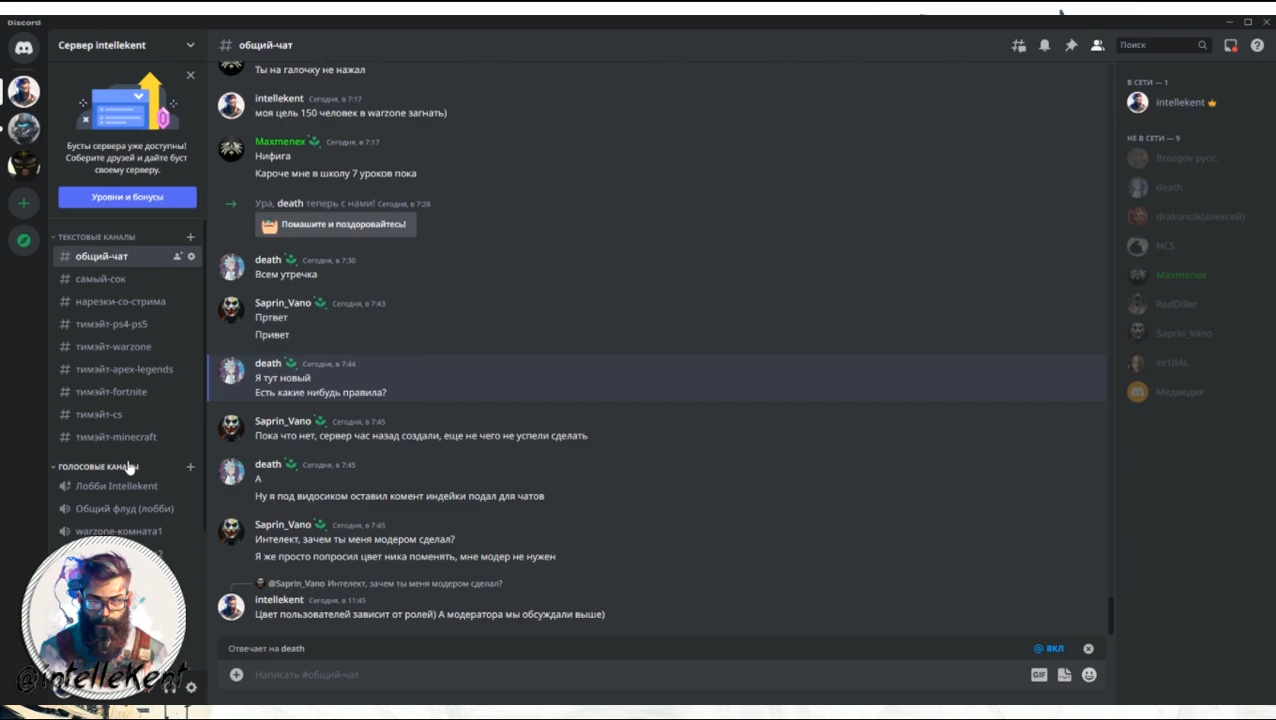 Discord
Сервер intellekent
Бусты сервера уже доступны!
Соберите друзей и дайте буст
своему серверу.
Уровни и бонусы
ТЕКСТОВЫЕ КАНАЛЫ
общий-чат
самый-сок
нарезки-со-стрима
тимэйт-ps4-ps5
тимэйт-warzone
тимэйт-apex-legends
тимэйт-fortnite
тимэйт-cs
тимэйт-minecraft
ГОЛОСОВЫЕ КАНАЛЫ
Лобби Intellekent
Общий флуд (лобби)
warzone-комната1
@intelleKent
# общий-чат
Поиск
Ты на галочку не нажал
intellekent Сегодня, в 7:17
моя цель 150 человек в warzone загнать)
Maxmenex Сегодня, в 7:17
Нифига
Кароче мне в школу 7 уроков пока
Ура, death теперь с нами! Сегодня, в 7:28
Помашите и поздоровайтесь!
death Сегодня, в 7:30
Всем утречка
Saprin_Vano Сегодня, в 7:43
Пртвет
Привет
death Сегодня, в 7:44
Я тут новый
Есть какие нибудь правила?
Saprin_Vano Сегодня, в 7:45
Пока что нет, сервер час назад создали, еще не чего не успели сделать
death Сегодня, в 7:45
А
Ну я под видосиком оставил комент индейки подал для чатов
Saprin_Vano Сегодня, в 7:45
Интелект, зачем ты меня модером сделал?
Я же просто попросил цвет ника поменять, мне модер не нужен
@Saprin_Vano Интелект, зачем ты меня модером сделал?
intellekent Сегодня, в 11:45
Цвет пользователей зависит от ролей) А модератора мы обсуждали выше)
Отвечает на death
@ ВКЛ
Написать #общий-чат
GIF
В СЕТИ — 1
intellekent
НЕ В СЕТИ — 9
Brozgov русс.
death
drakoncik(алексей)
HCS
Maxmenex
RedDiller
Saprin_Vano
ze1dAL
Медведик